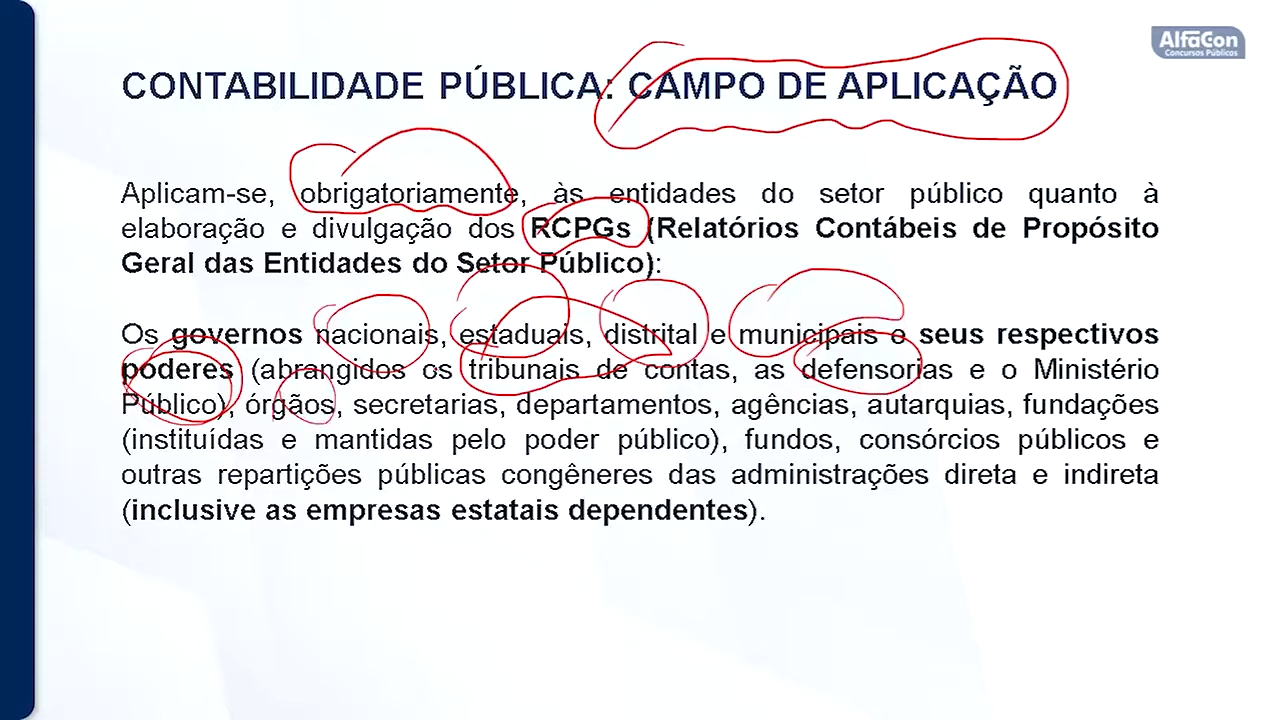 AlfaCon
Concursos Públicos
CONTABILIDADE PÚBLICA: CAMPO DE APLICAÇÃO
Aplicam-se, obrigatoriamente, às entidades do setor público quanto à
elaboração e divulgação dos RCPGs (Relatórios Contábeis de Propósito
Geral das Entidades do Setor Público):
Os governos nacionais, estaduais, distrital e municipais e seus respectivos
poderes (abrangidos os tribunais de contas, as defensorias e o Ministério
Público), órgãos, secretarias, departamentos, agências, autarquias, fundações
(instituídas e mantidas pelo poder público), fundos, consórcios públicos e
outras repartições públicas congêneres das administrações direta e indireta
(inclusive as empresas estatais dependentes).